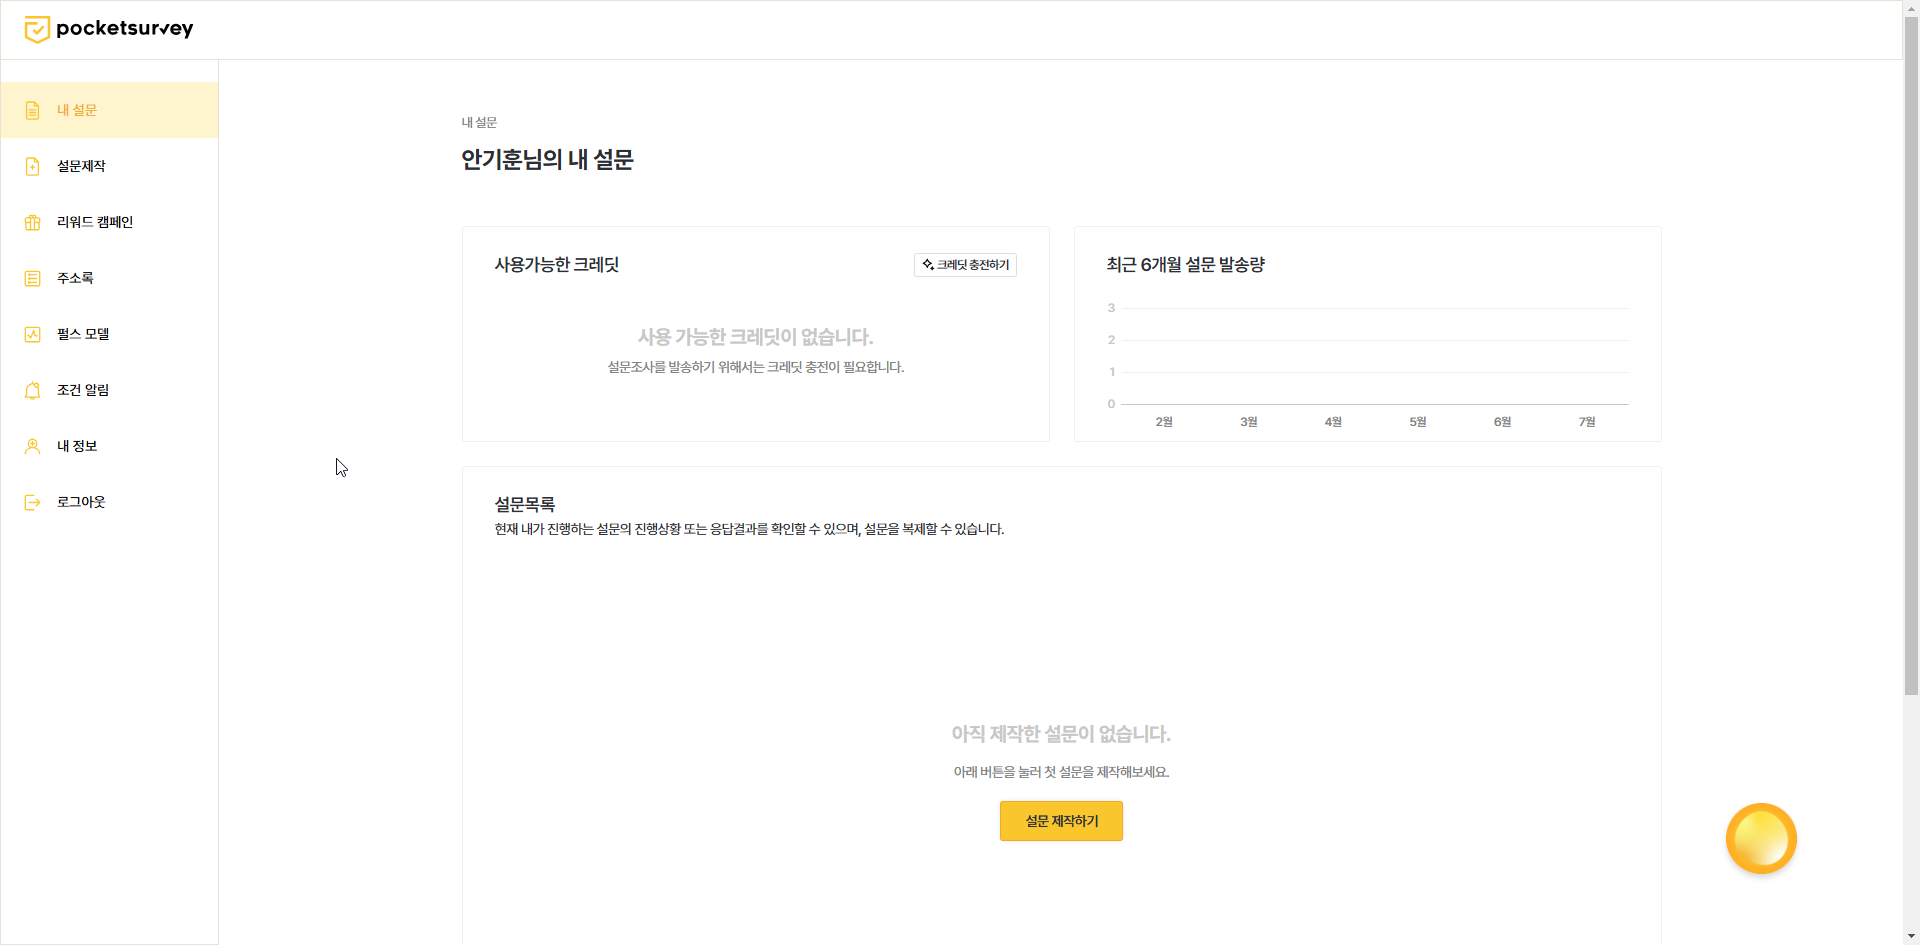 pocketsurvey
내 설문
설문제작
리워드 캠페인
주소록
펄스 모델
조건 알림
내 정보
로그아웃
내 설문
안기훈님의 내 설문
사용가능한 크레딧
크레딧 충전하기
사용 가능한 크레딧이 없습니다.
설문조사를 발송하기 위해서는 크레딧 충전이 필요합니다.
최근 6개월 설문 발송량
3
2
1
0
2월 3월 4월 5월 6월 7월
설문목록
현재 내가 진행하는 설문의 진행상황 또는 응답결과를 확인할 수 있으며, 설문을 복제할 수 있습니다.
아직 제작한 설문이 없습니다.
아래 버튼을 눌러 첫 설문을 제작해보세요.
설문 제작하기